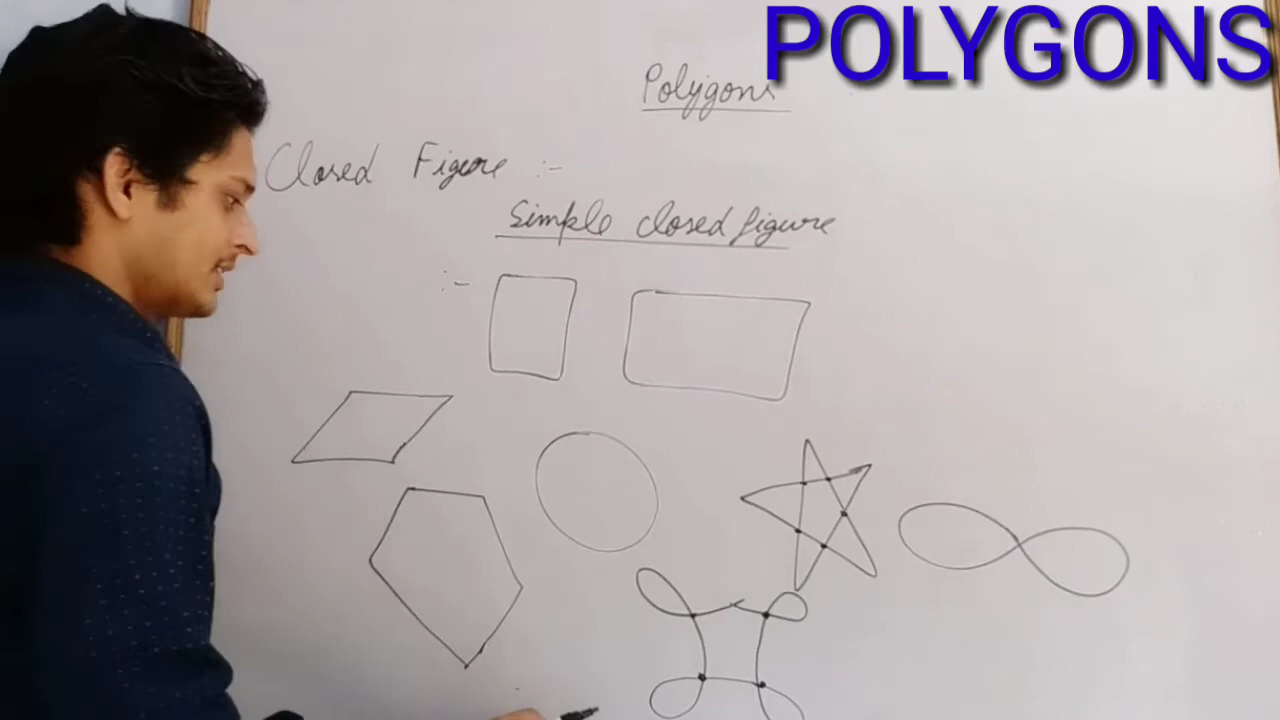 POLYGONS
Polygons
Closed Figure :-
Simple closed figure
:-